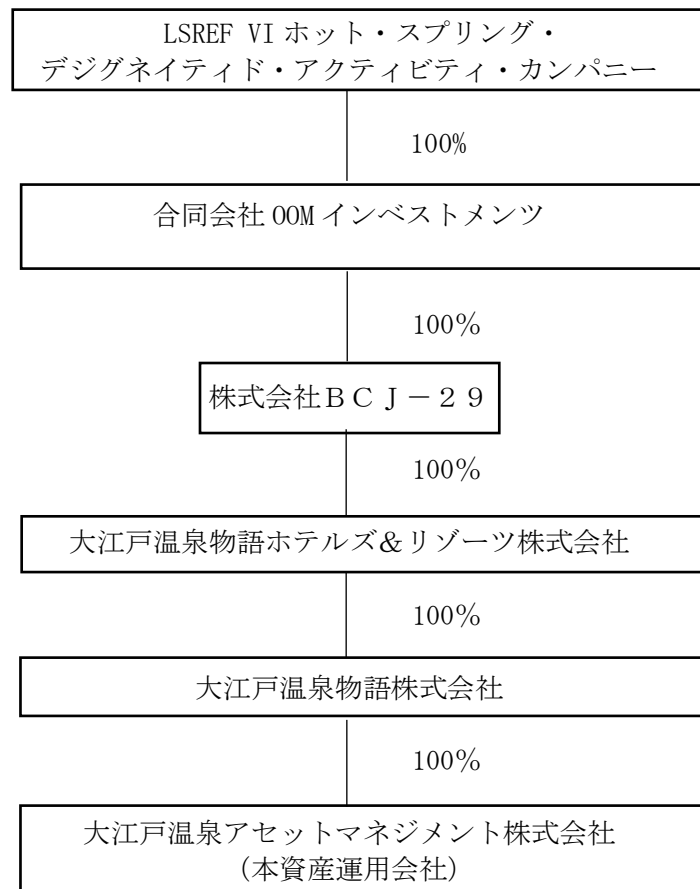 LSREF VI ホット・スプリング・
デジグネイティド・アクティビティ・カンパニー
100%
合同会社 OOM インベストメンツ
100%
株式会社ＢＣＪ－２９
100%
大江戸温泉物語ホテルズ＆リゾーツ株式会社
100%
大江戸温泉物語株式会社
100%
大江戸温泉アセットマネジメント株式会社
(本資産運用会社)